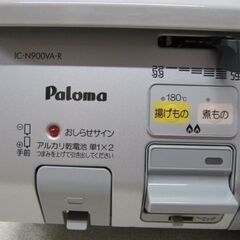 IC-N900VA-R
Paloma
180℃
揚げもの
煮もの
おしらせサイン
アルカリ乾電池 単1×2
つまみを上げて引き出してください
手前